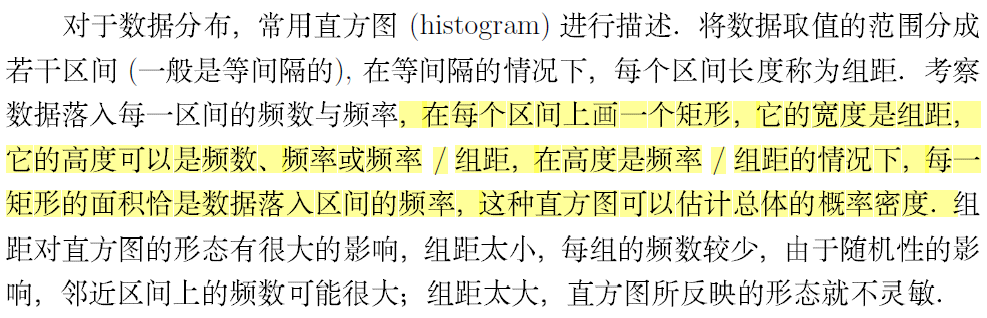 对于数据分布，常用直方图 (histogram) 进行描述．将数据取值的范围分成
若干区间 (一般是等间隔的), 在等间隔的情况下，每个区间长度称为组距．考察
数据落入每一区间的频数与频率，在每个区间上画一个矩形，它的宽度是组距，
它的高度可以是频数、频率或频率 / 组距，在高度是频率 / 组距的情况下，每一
矩形的面积恰是数据落入区间的频率，这种直方图可以估计总体的概率密度．组
距对直方图的形态有很大的影响，组距太小，每组的频数较少，由于随机性的影
响，邻近区间上的频数可能很大；组距太大，直方图所反映的形态就不灵敏．